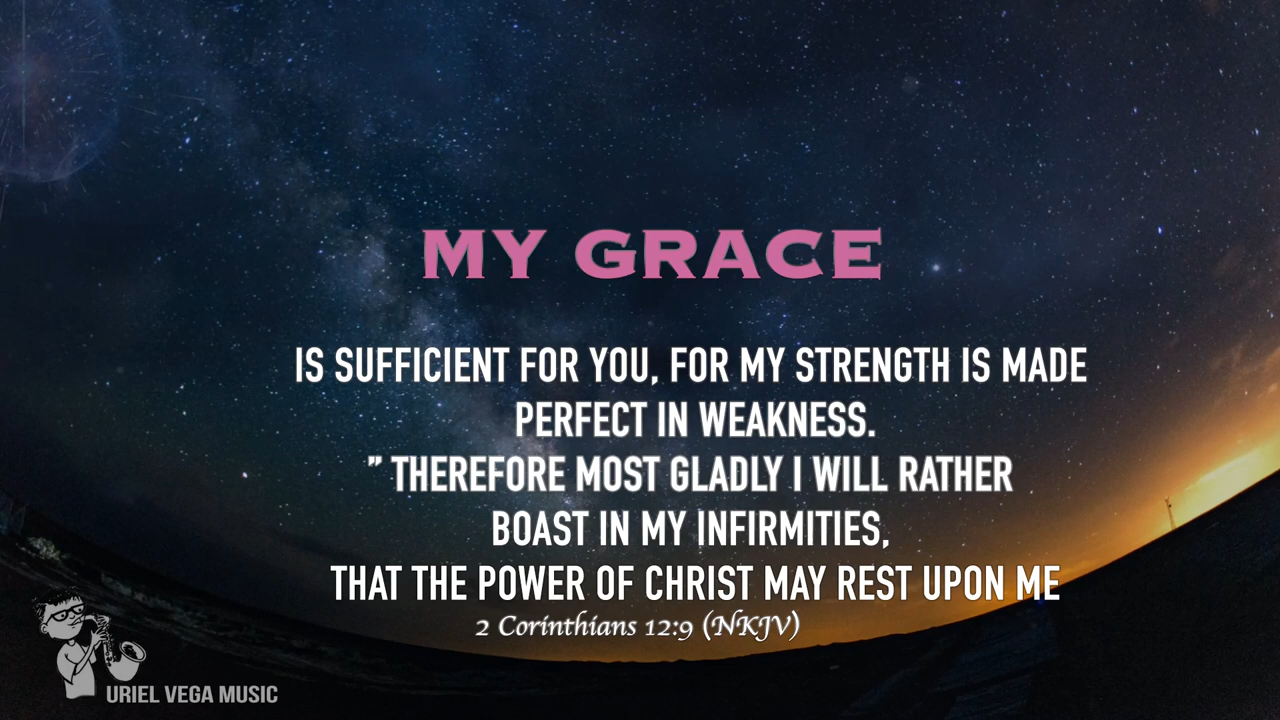 MY GRACE
IS SUFFICIENT FOR YOU, FOR MY STRENGTH IS MADE
PERFECT IN WEAKNESS.
” THEREFORE MOST GLADLY I WILL RATHER
BOAST IN MY INFIRMITIES,
THAT THE POWER OF CHRIST MAY REST UPON ME
2 Corinthians 12:9 (NKJV)
URIEL VEGA MUSIC